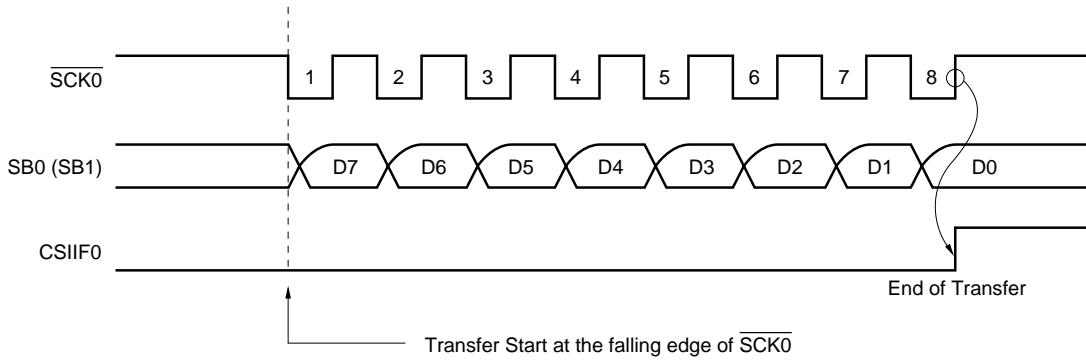 SCK0
1 2 3 4 5 6 7 8
SB0 (SB1)
D7 D6 D5 D4 D3 D2 D1 D0
CSIIF0
End of Transfer
Transfer Start at the falling edge of SCK0